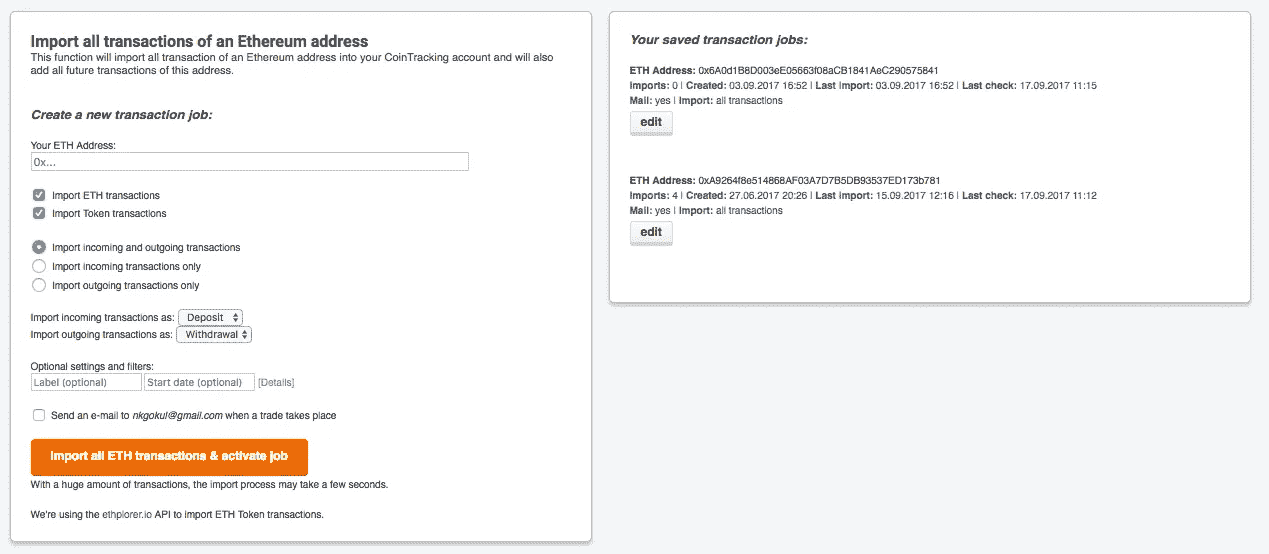 Import all transactions of an Ethereum address
This function will import all transaction of an Ethereum address into your CoinTracking account and will also
add all future transactions of this address.
Create a new transaction job:
Your ETH Address:
0x...
Import ETH transactions
Import Token transactions
Import incoming and outgoing transactions
Import incoming transactions only
Import outgoing transactions only
Import incoming transactions as: Deposit
Import outgoing transactions as: Withdrawal
Optional settings and filters:
Label (optional) Start date (optional) [Details]
Send an e-mail to nkgokul@gmail.com when a trade takes place
Import all ETH transactions & activate job
With a huge amount of transactions, the import process may take a few seconds.
We're using the ethplorer.io API to import ETH Token transactions.
Your saved transaction jobs:
ETH Address: 0x6A0d1B8D003eE05663f08aCB1841AeC290575841
Imports: 0 | Created: 03.09.2017 16:52 | Last import: 03.09.2017 16:52 | Last check: 17.09.2017 11:15
Mail: yes | Import: all transactions
edit
ETH Address: 0xA9264f8e514868AF03A7D7B5DB93537ED173b781
Imports: 4 | Created: 27.06.2017 20:26 | Last import: 15.09.2017 12:16 | Last check: 17.09.2017 11:12
Mail: yes | Import: all transactions
edit